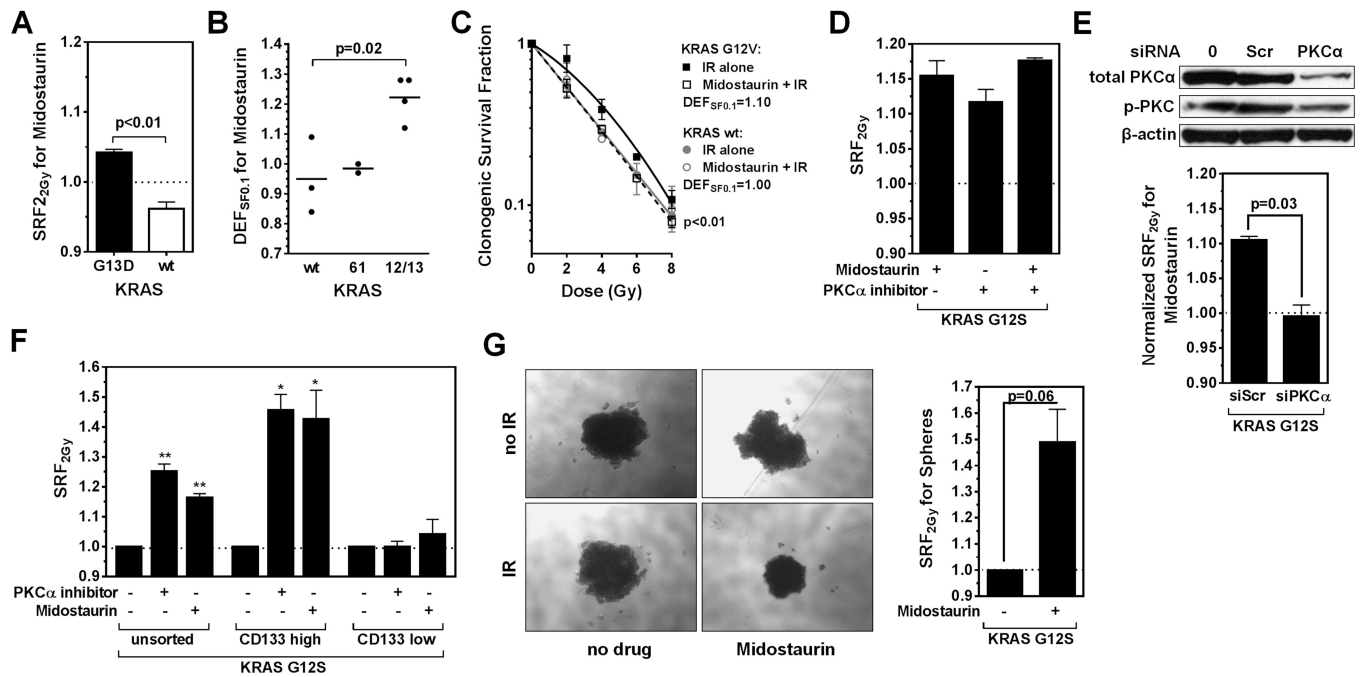 A
SRF2₂Gy for Midostaurin
1.2
1.1
1.0
0.9
p<0.01
G13D
wt
KRAS
B
DEF_SF0.1 for Midostaurin
1.4
1.3
1.2
1.1
1.0
0.9
0.8
0.7
p=0.02
wt
61
12/13
KRAS
C
Clonogenic Survival Fraction
1
0.1
0
2
4
6
8
Dose (Gy)
KRAS G12V:
IR alone
Midostaurin + IR
DEF_SF0.1=1.10
KRAS wt:
IR alone
Midostaurin + IR
DEF_SF0.1=1.00
p<0.01
D
SRF₂Gy
1.20
1.15
1.10
1.05
1.00
0.95
0.90
Midostaurin + - +
PKCα inhibitor - + +
KRAS G12S
E
siRNA 0 Scr PKCα
total PKCα
p-PKC
β-actin
Normalized SRF₂Gy for
Midostaurin
1.20
1.15
1.10
1.05
1.00
0.95
0.90
p=0.03
siScr
siPKCα
KRAS G12S
F
SRF₂Gy
1.6
1.5
1.4
1.3
1.2
1.1
1.0
0.9
**
**
*
*
PKCα inhibitor - + - - + - - + -
Midostaurin - - + - - + - - +
unsorted
CD133 high
CD133 low
KRAS G12S
G
no IR
IR
no drug
Midostaurin
SRF₂Gy for Spheres
1.7
1.6
1.5
1.4
1.3
1.2
1.1
1.0
0.9
p=0.06
Midostaurin - +
KRAS G12S